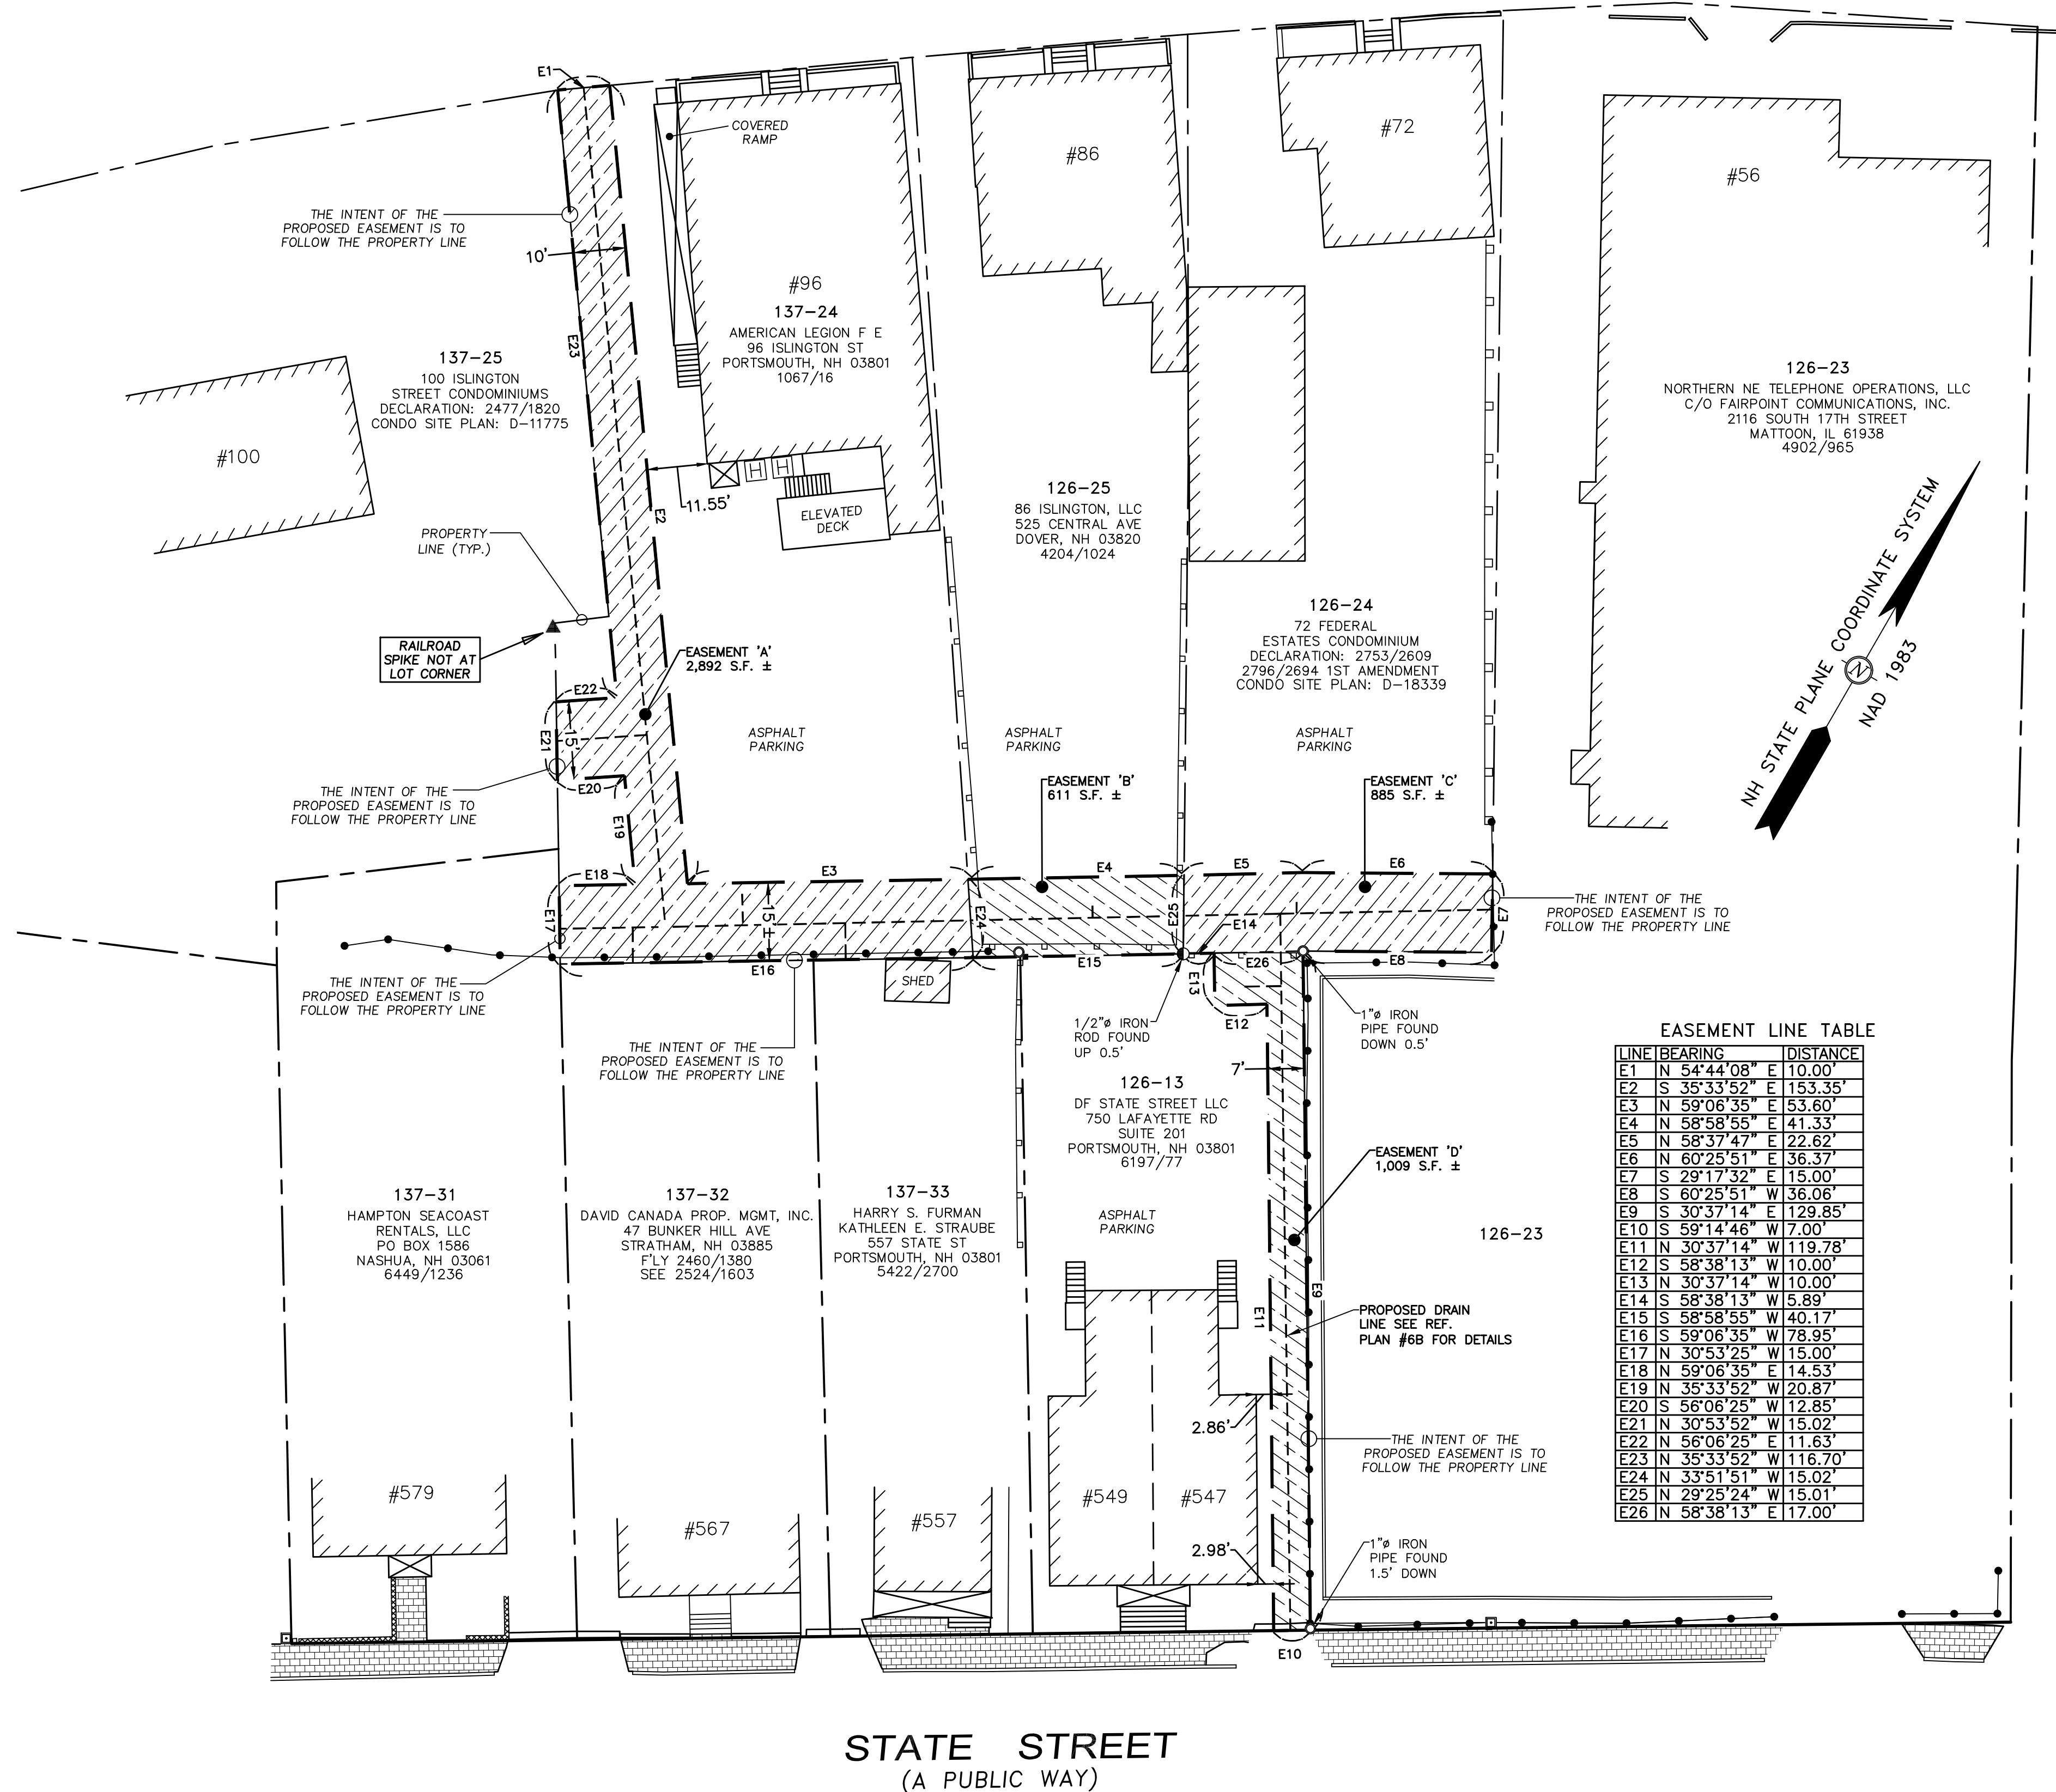 E1
COVERED
RAMP
#86
#72
#56
THE INTENT OF THE
PROPOSED EASEMENT IS TO
FOLLOW THE PROPERTY LINE
10'
#96
137-24
AMERICAN LEGION F E
96 ISLINGTON ST
PORTSMOUTH, NH 03801
1067/16
E23
137-25
100 ISLINGTON
STREET CONDOMINIUMS
DECLARATION: 2477/1820
CONDO SITE PLAN: D-11775
#100
126-23
NORTHERN NE TELEPHONE OPERATIONS, LLC
C/O FAIRPOINT COMMUNICATIONS, INC.
2116 SOUTH 17TH STREET
MATTOON, IL 61938
4902/965
H H
E2
11.55'
ELEVATED
DECK
126-25
86 ISLINGTON, LLC
525 CENTRAL AVE
DOVER, NH 03820
4204/1024
PROPERTY
LINE (TYP.)
126-24
72 FEDERAL
ESTATES CONDOMINIUM
DECLARATION: 2753/2609
2796/2694 1ST AMENDMENT
CONDO SITE PLAN: D-18339
NH STATE PLANE COORDINATE SYSTEM
N
NAD 1983
RAILROAD
SPIKE NOT AT
LOT CORNER
EASEMENT 'A'
2,892 S.F. ±
E22
E21
15'
E20
ASPHALT
PARKING
ASPHALT
PARKING
ASPHALT
PARKING
THE INTENT OF THE
PROPOSED EASEMENT IS TO
FOLLOW THE PROPERTY LINE
EASEMENT 'B'
611 S.F. ±
EASEMENT 'C'
885 S.F. ±
E19
E18
E3
E4
E5
E6
E17
15'±
E24
E25
E14
E7
THE INTENT OF THE
PROPOSED EASEMENT IS TO
FOLLOW THE PROPERTY LINE
E16
E15
E13
E26
E8
SHED
THE INTENT OF THE
PROPOSED EASEMENT IS TO
FOLLOW THE PROPERTY LINE
1/2"ø IRON
ROD FOUND
UP 0.5'
E12
1"ø IRON
PIPE FOUND
DOWN 0.5'
THE INTENT OF THE
PROPOSED EASEMENT IS TO
FOLLOW THE PROPERTY LINE
7'
126-13
DF STATE STREET LLC
750 LAFAYETTE RD
SUITE 201
PORTSMOUTH, NH 03801
6197/77
EASEMENT 'D'
1,009 S.F. ±
137-31
HAMPTON SEACOAST
RENTALS, LLC
PO BOX 1586
NASHUA, NH 03061
6449/1236
137-32
DAVID CANADA PROP. MGMT, INC.
47 BUNKER HILL AVE
STRATHAM, NH 03885
F'LY 2460/1380
SEE 2524/1603
137-33
HARRY S. FURMAN
KATHLEEN E. STRAUBE
557 STATE ST
PORTSMOUTH, NH 03801
5422/2700
ASPHALT
PARKING
126-23
E11
E9
PROPOSED DRAIN
LINE SEE REF.
PLAN #6B FOR DETAILS
2.86'
THE INTENT OF THE
PROPOSED EASEMENT IS TO
FOLLOW THE PROPERTY LINE
#579
#567
#557
#549
#547
2.98'
1"ø IRON
PIPE FOUND
1.5' DOWN
E10
EASEMENT LINE TABLE
LINE BEARING DISTANCE
E1 N 54°44'08" E 10.00'
E2 S 35°33'52" E 153.35'
E3 N 59°06'35" E 53.60'
E4 N 58°58'55" E 41.33'
E5 N 58°37'47" E 22.62'
E6 N 60°25'51" E 36.37'
E7 S 29°17'32" E 15.00'
E8 S 60°25'51" W 36.06'
E9 S 30°37'14" E 129.85'
E10 S 59°14'46" W 7.00'
E11 N 30°37'14" W 119.78'
E12 S 58°38'13" W 10.00'
E13 N 30°37'14" W 10.00'
E14 S 58°38'13" W 5.89'
E15 S 58°58'55" W 40.17'
E16 S 59°06'35" W 78.95'
E17 N 30°53'25" W 15.00'
E18 N 59°06'35" E 14.53'
E19 N 35°33'52" W 20.87'
E20 S 56°06'25" W 12.85'
E21 N 30°53'52" W 15.02'
E22 N 56°06'25" E 11.63'
E23 N 35°33'52" W 116.70'
E24 N 33°51'51" W 15.02'
E25 N 29°25'24" W 15.01'
E26 N 58°38'13" E 17.00'
STATE STREET
(A PUBLIC WAY)